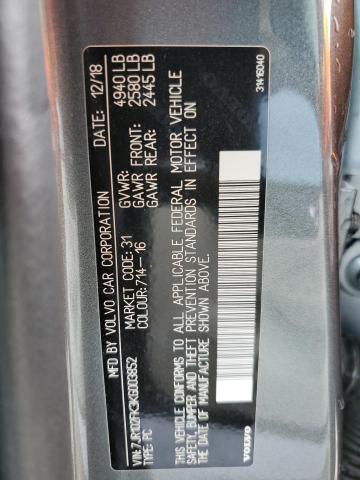 MFD. BY VOLVO CAR CORPORATION DATE: 12/18
MARKET CODE: 31 GVWR: 4940 LB
COLOUR: 714-16 GAWR FRONT: 2580 LB
GAWR REAR: 2445 LB
VIN: 7JR102FK3KG003852
TYPE: PC
THIS VEHICLE CONFORMS TO ALL APPLICABLE FEDERAL MOTOR VEHICLE
SAFETY, BUMPER AND THEFT PREVENTION STANDARDS IN EFFECT ON
THE DATE OF MANUFACTURE SHOWN ABOVE.
VOLVO 31416040